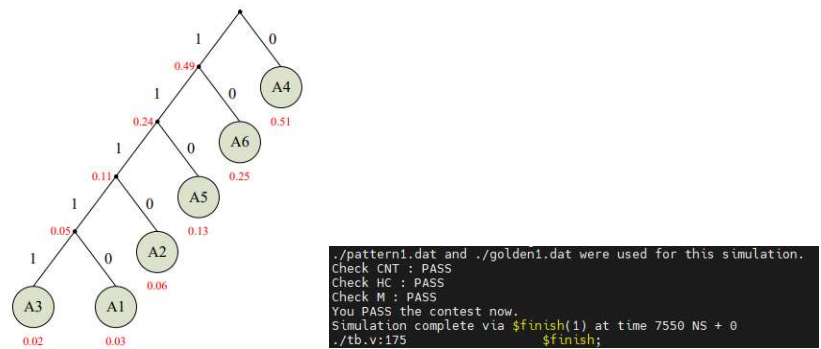 1
0
0.49
A4
1
0
0.51
0.24
A6
1
0
0.25
0.11
A5
1
0
0.13
0.05
A2
1
0
0.06
A3
A1
0.02
0.03
./pattern1.dat and ./golden1.dat were used for this simulation.
Check CNT : PASS
Check HC : PASS
Check M : PASS
You PASS the contest now.
Simulation complete via $finish(1) at time 7550 NS + 0
./tb.v:175 $finish;